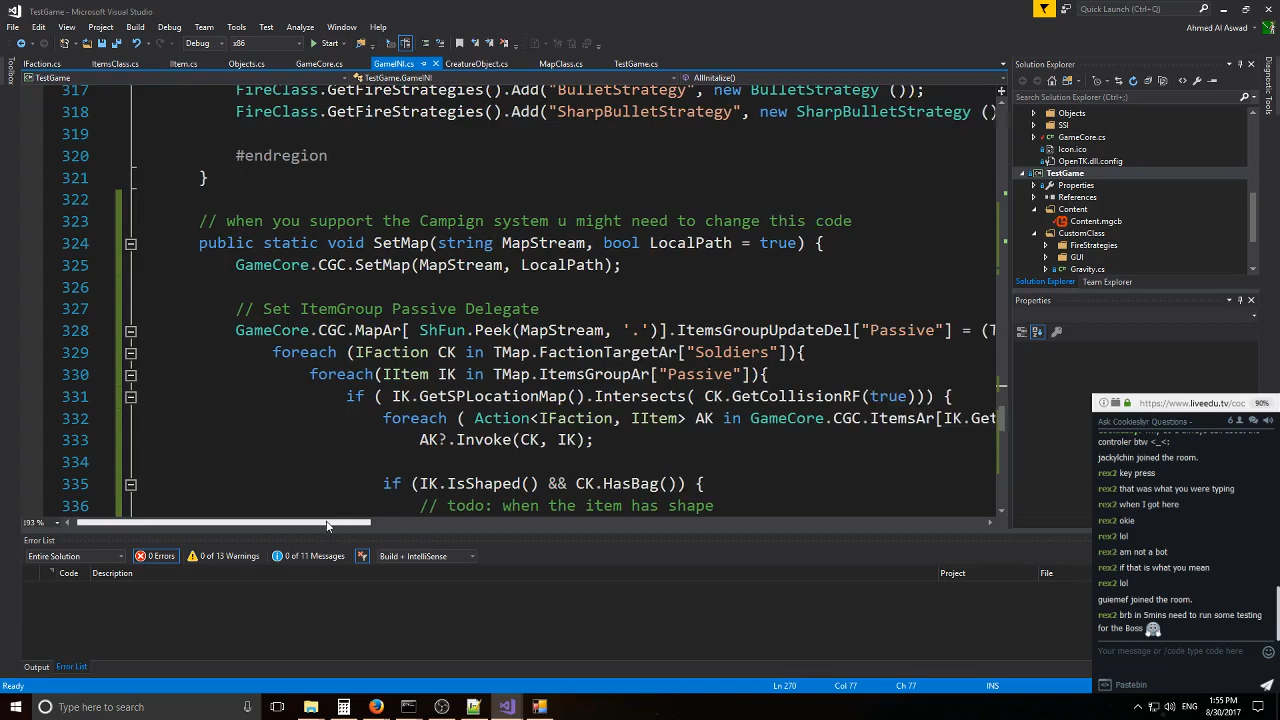 TestGame - Microsoft Visual Studio
Quick Launch (Ctrl+Q)
File Edit View Project Build Debug Team Tools Test Analyze Window Help
Ahmed Al Aswad
Debug x86 Start
IFaction.cs ItemsClass.cs IItem.cs Objects.cs GameCore.cs GameINI.cs CreatureObject.cs MapClass.cs TestGame.cs
TestGame TestGame.GameINI AllInitalize()
Toolbox
317 FireClass.GetFireStrategies().Add("BulletStrategy", new BulletStrategy ());
318 FireClass.GetFireStrategies().Add("SharpBulletStrategy", new SharpBulletStrategy ()
319
320 #endregion
321 }
322
323 // when you support the Campign system u might need to change this code
324 public static void SetMap(string MapStream, bool LocalPath = true) {
325 GameCore.CGC.SetMap(MapStream, LocalPath);
326
327 // Set ItemGroup Passive Delegate
328 GameCore.CGC.MapAr[ ShFun.Peek(MapStream, '.')].ItemsGroupUpdateDel["Passive"] = (T
329 foreach (IFaction CK in TMap.FactionTargetAr["Soldiers"]){
330 foreach(IItem IK in TMap.ItemsGroupAr["Passive"]){
331 if ( IK.GetSPLocationMap().Intersects( CK.GetCollisionRF(true))) {
332 foreach ( Action<IFaction, IItem> AK in GameCore.CGC.ItemsAr[IK.Get
333 AK?.Invoke(CK, IK);
334
335 if (IK.IsShaped() && CK.HasBag()) {
336 // todo: when the item has shape
193 %
Error List
Entire Solution 0 Errors 0 of 13 Warnings 0 of 11 Messages Build + IntelliSense
Code Description Project File
Output Error List
Ready Ln 270 Col 77 Ch 77 INS
Solution Explorer
Search Solution Explorer (Ctrl+;)
Objects
SSI
GameCore.cs
Icon.ico
OpenTK.dll.config
TestGame
Properties
References
Content
Content.mgcb
CustomClass
FireStrategies
GUI
Gravity.cs
Solution Explorer Team Explorer
Properties
Diagnostic Tools
https://www.liveedu.tv/coc 90%
Ask Cookieslyr Questions - 6
controler btw <_<:
jackylchin joined the room.
rex2 key press
rex2 that was what you were typing
rex2 when I got here
rex2 okie
rex2 lol
rex2 am not a bot
rex2 if that is what you mean
rex2 lol
guiemef joined the room.
rex2 brb in 5mins need to run some testing
for the Boss
Your message or /code type code here
Pastebin
Type here to search
ENG 1:55 PM
8/30/2017